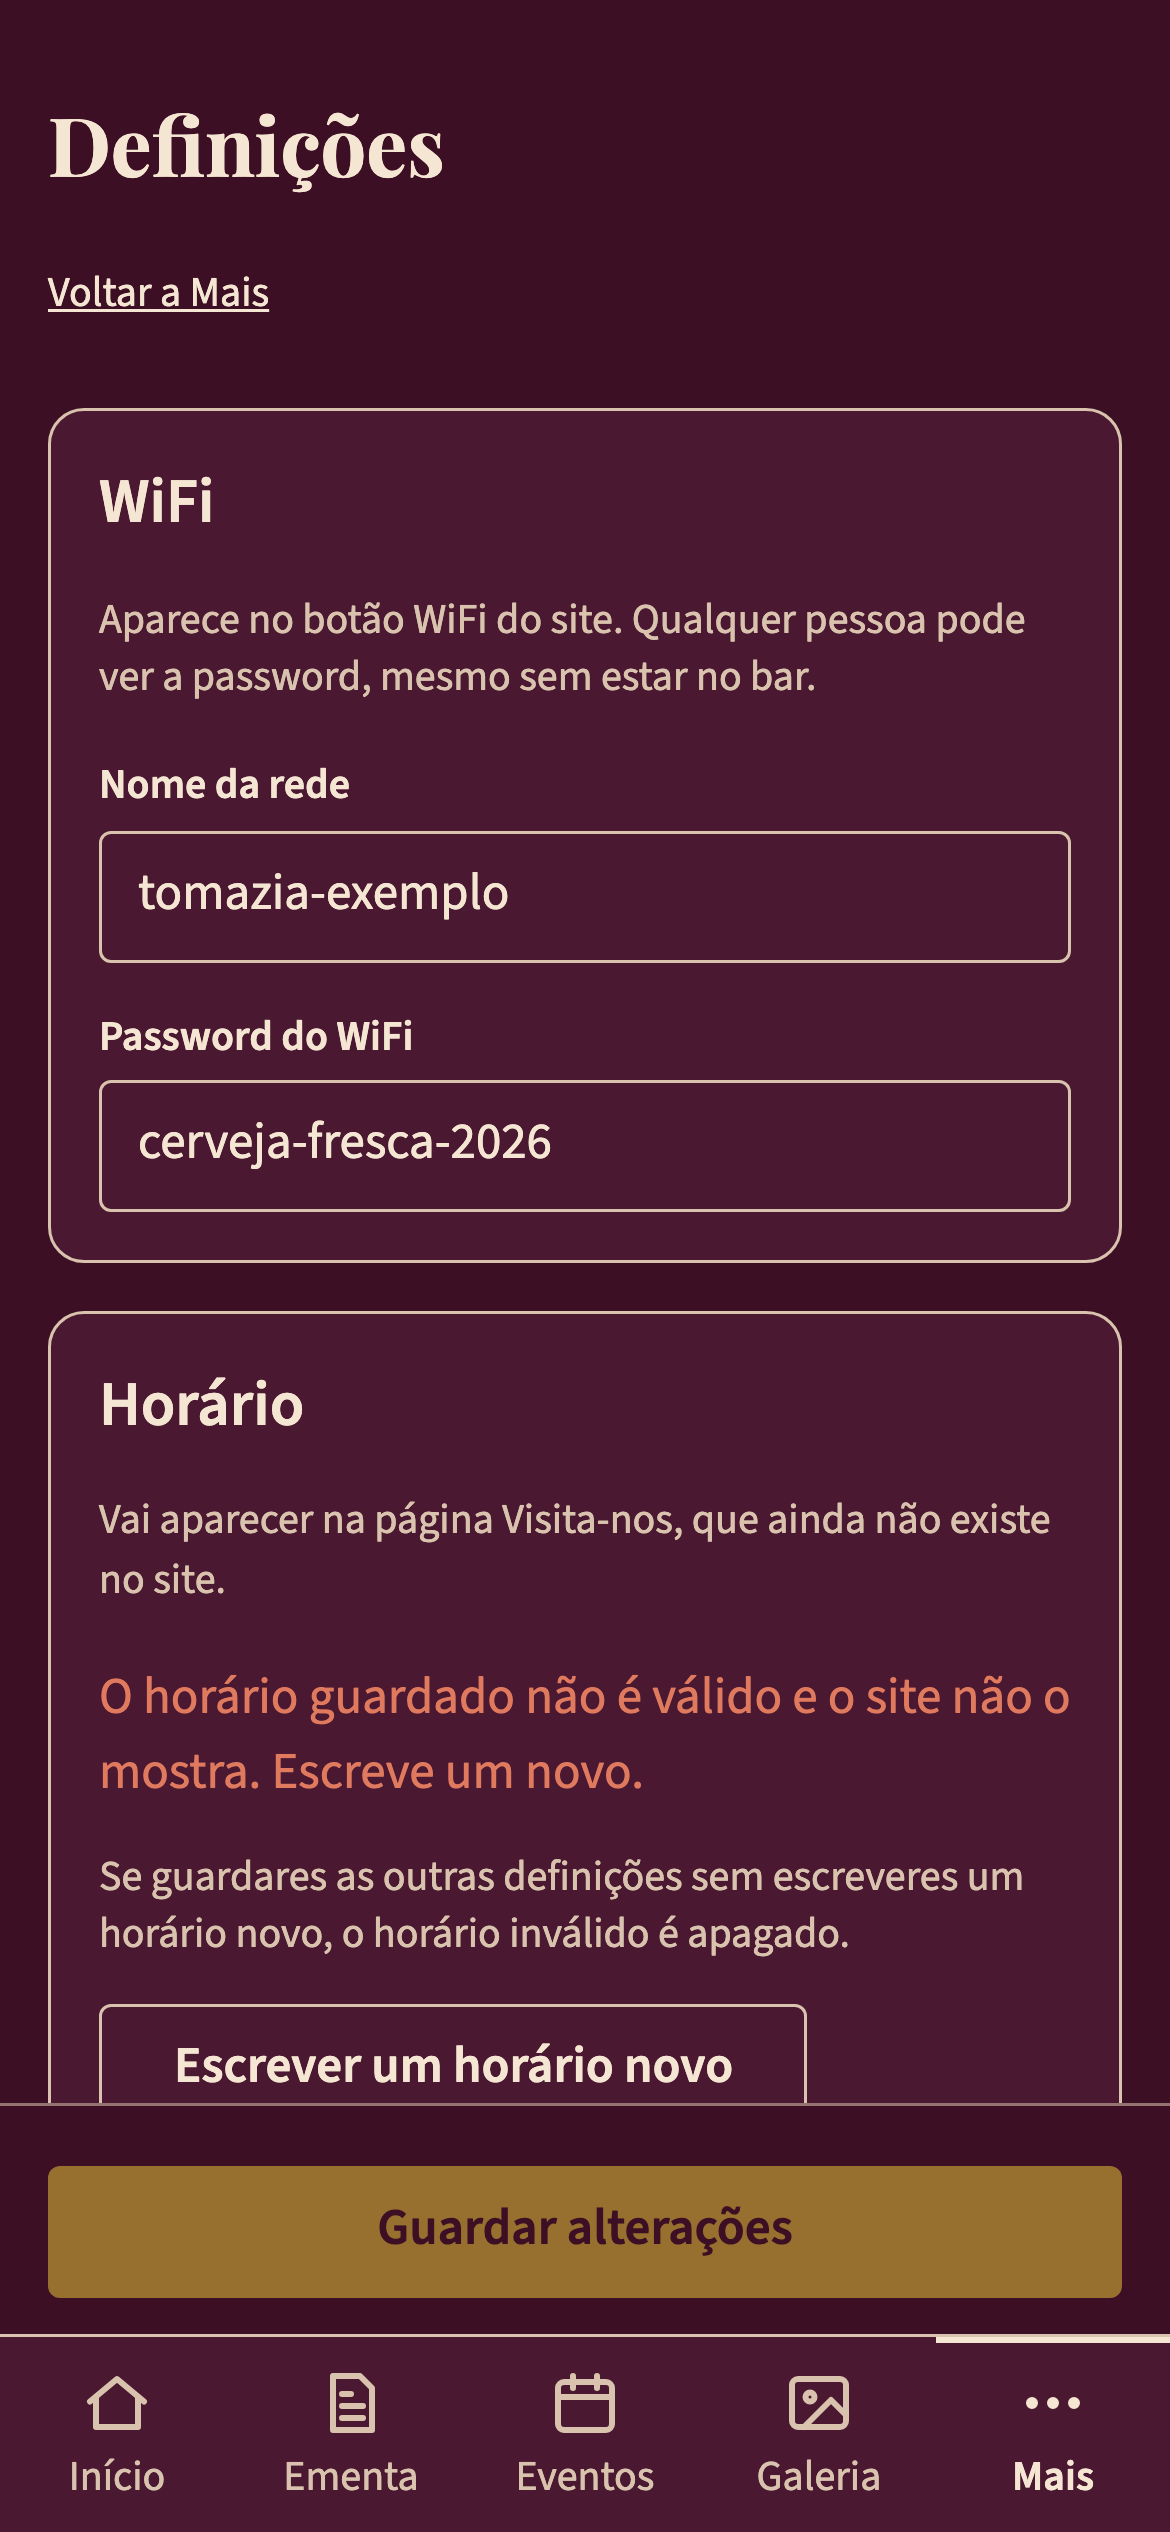 Definições
Voltar a Mais
WiFi
Aparece no botão WiFi do site. Qualquer pessoa pode
ver a password, mesmo sem estar no bar.
Nome da rede
tomazia-exemplo
Password do WiFi
cerveja-fresca-2026
Horário
Vai aparecer na página Visita-nos, que ainda não existe
no site.
O horário guardado não é válido e o site não o
mostra. Escreve um novo.
Se guardares as outras definições sem escreveres um
horário novo, o horário inválido é apagado.
Escrever um horário novo
Guardar alterações
Início
Ementa
Eventos
Galeria
Mais